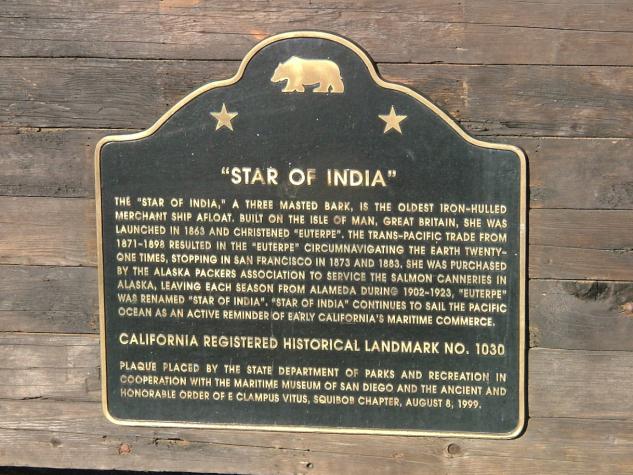 "STAR OF INDIA"
THE "STAR OF INDIA," A THREE MASTED BARK, IS THE OLDEST IRON-HULLED
MERCHANT SHIP AFLOAT. BUILT ON THE ISLE OF MAN, GREAT BRITAIN, SHE WAS
LAUNCHED IN 1863 AND CHRISTENED "EUTERPE". THE TRANS-PACIFIC TRADE FROM
1871-1898 RESULTED IN THE "EUTERPE" CIRCUMNAVIGATING THE EARTH TWENTY-
ONE TIMES, STOPPING IN SAN FRANCISCO IN 1873 AND 1883. SHE WAS PURCHASED
BY THE ALASKA PACKERS ASSOCIATION TO SERVICE THE SALMON CANNERIES IN
ALASKA, LEAVING EACH SEASON FROM ALAMEDA DURING 1902-1923, "EUTERPE"
WAS RENAMED "STAR OF INDIA". "STAR OF INDIA" CONTINUES TO SAIL THE PACIFIC
OCEAN AS AN ACTIVE REMINDER OF EARLY CALIFORNIA'S MARITIME COMMERCE.
CALIFORNIA REGISTERED HISTORICAL LANDMARK NO. 1030
PLAQUE PLACED BY THE STATE DEPARTMENT OF PARKS AND RECREATION IN
COOPERATION WITH THE MARITIME MUSEUM OF SAN DIEGO AND THE ANCIENT AND
HONORABLE ORDER OF E CLAMPUS VITUS, SQUIBOB CHAPTER, AUGUST 8, 1999.